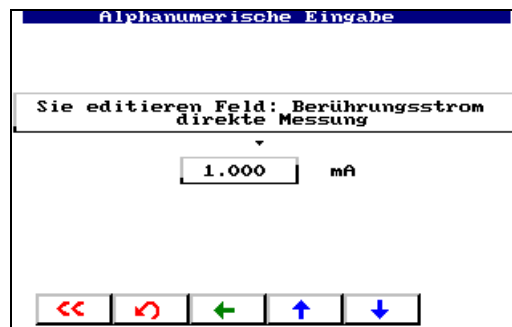 Alphanumerische Eingabe
Sie editieren Feld: Berührungsstrom
direkte Messung
1.000 mA
<<